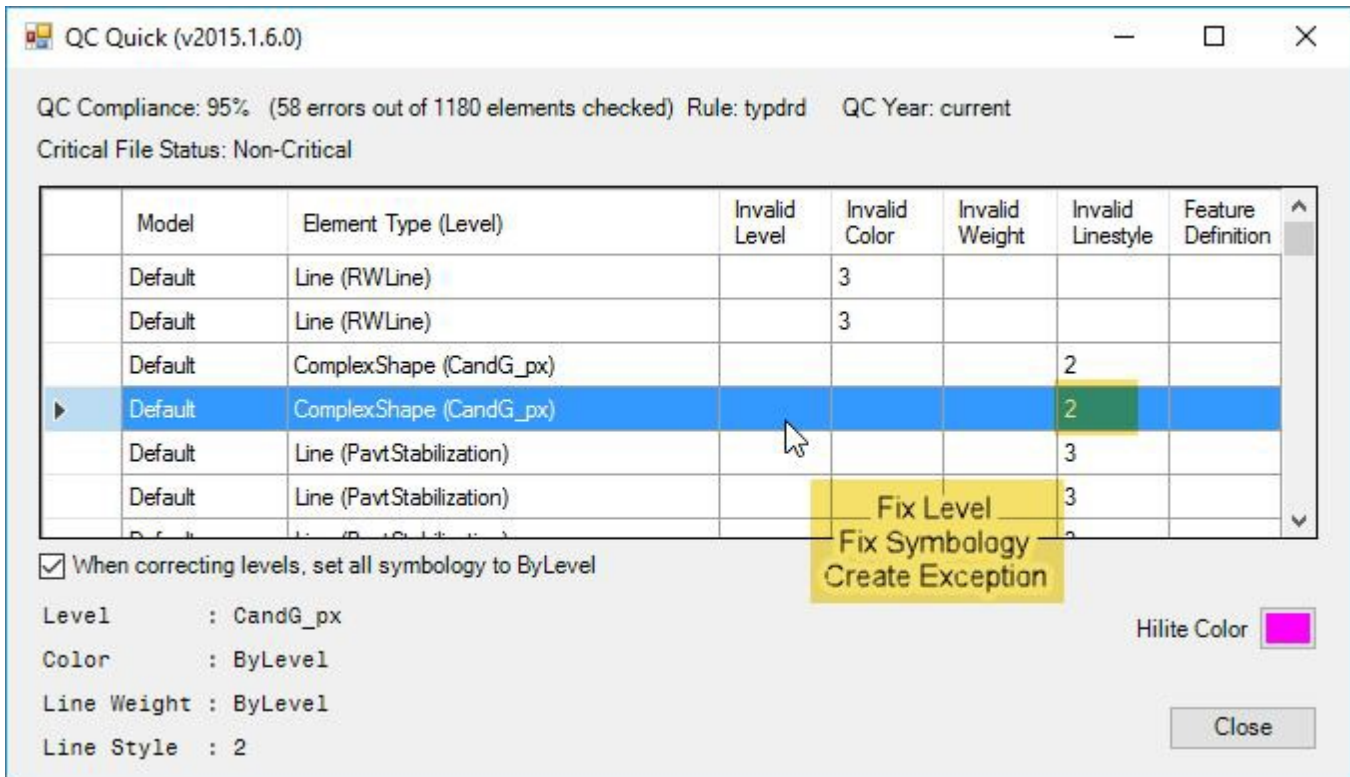 QC Quick (v2015.1.6.0)
QC Compliance: 95% (58 errors out of 1180 elements checked) Rule: typdrd QC Year: current
Critical File Status: Non-Critical
Model Element Type (Level) Invalid Level Invalid Color Invalid Weight Invalid Linestyle Feature Definition
Default Line (RWLine) 3
Default Line (RWLine) 3
Default ComplexShape (CandG_px) 2
Default ComplexShape (CandG_px) 2
Default Line (PavtStabilization) 3
Default Line (PavtStabilization) 3
Fix Level
Fix Symbology
Create Exception
When correcting levels, set all symbology to ByLevel
Level : CandG_px
Color : ByLevel
Line Weight : ByLevel
Line Style : 2
Hilite Color
Close